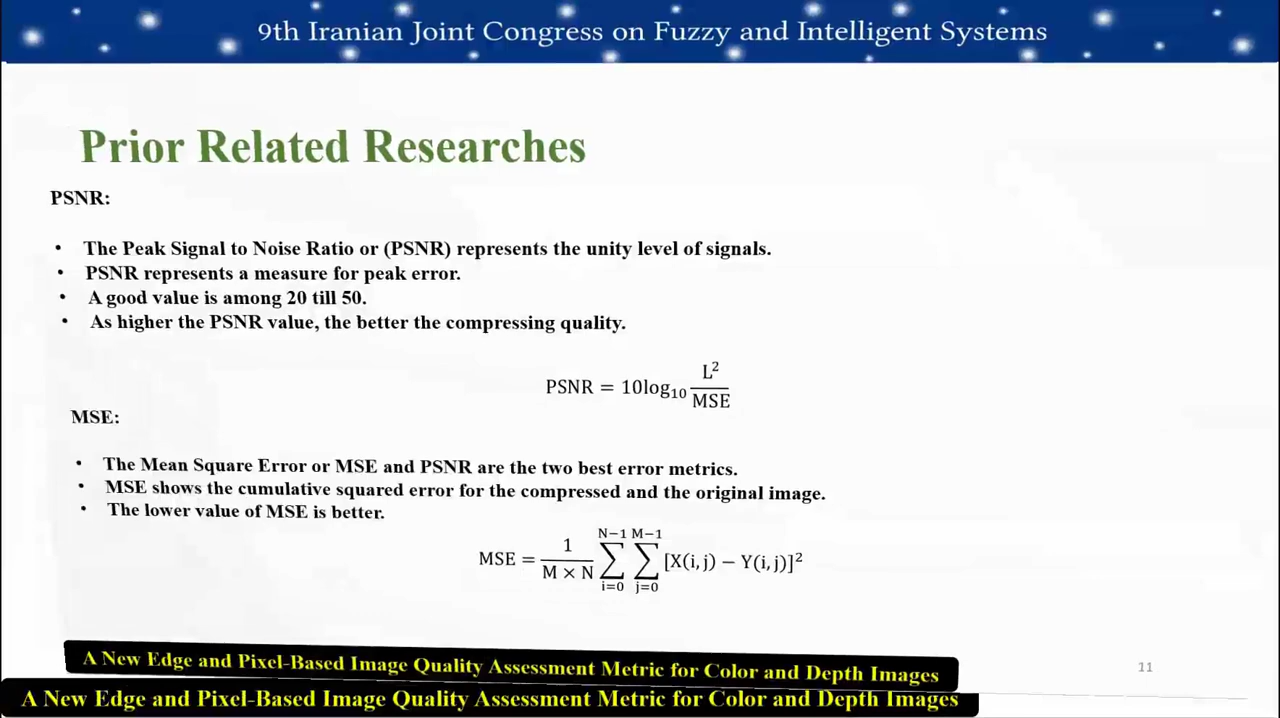 9th Iranian Joint Congress on Fuzzy and Intelligent Systems
Prior Related Researches
PSNR:
• The Peak Signal to Noise Ratio or (PSNR) represents the unity level of signals.
• PSNR represents a measure for peak error.
• A good value is among 20 till 50.
• As higher the PSNR value, the better the compressing quality.
PSNR = 10log₁₀ L²/MSE
MSE:
• The Mean Square Error or MSE and PSNR are the two best error metrics.
• MSE shows the cumulative squared error for the compressed and the original image.
• The lower value of MSE is better.
MSE = 1/(M × N) ∑_{i=0}^{N−1} ∑_{j=0}^{M−1} [X(i,j) − Y(i,j)]²
A New Edge and Pixel-Based Image Quality Assessment Metric for Color and Depth Images
11
A New Edge and Pixel-Based Image Quality Assessment Metric for Color and Depth Images